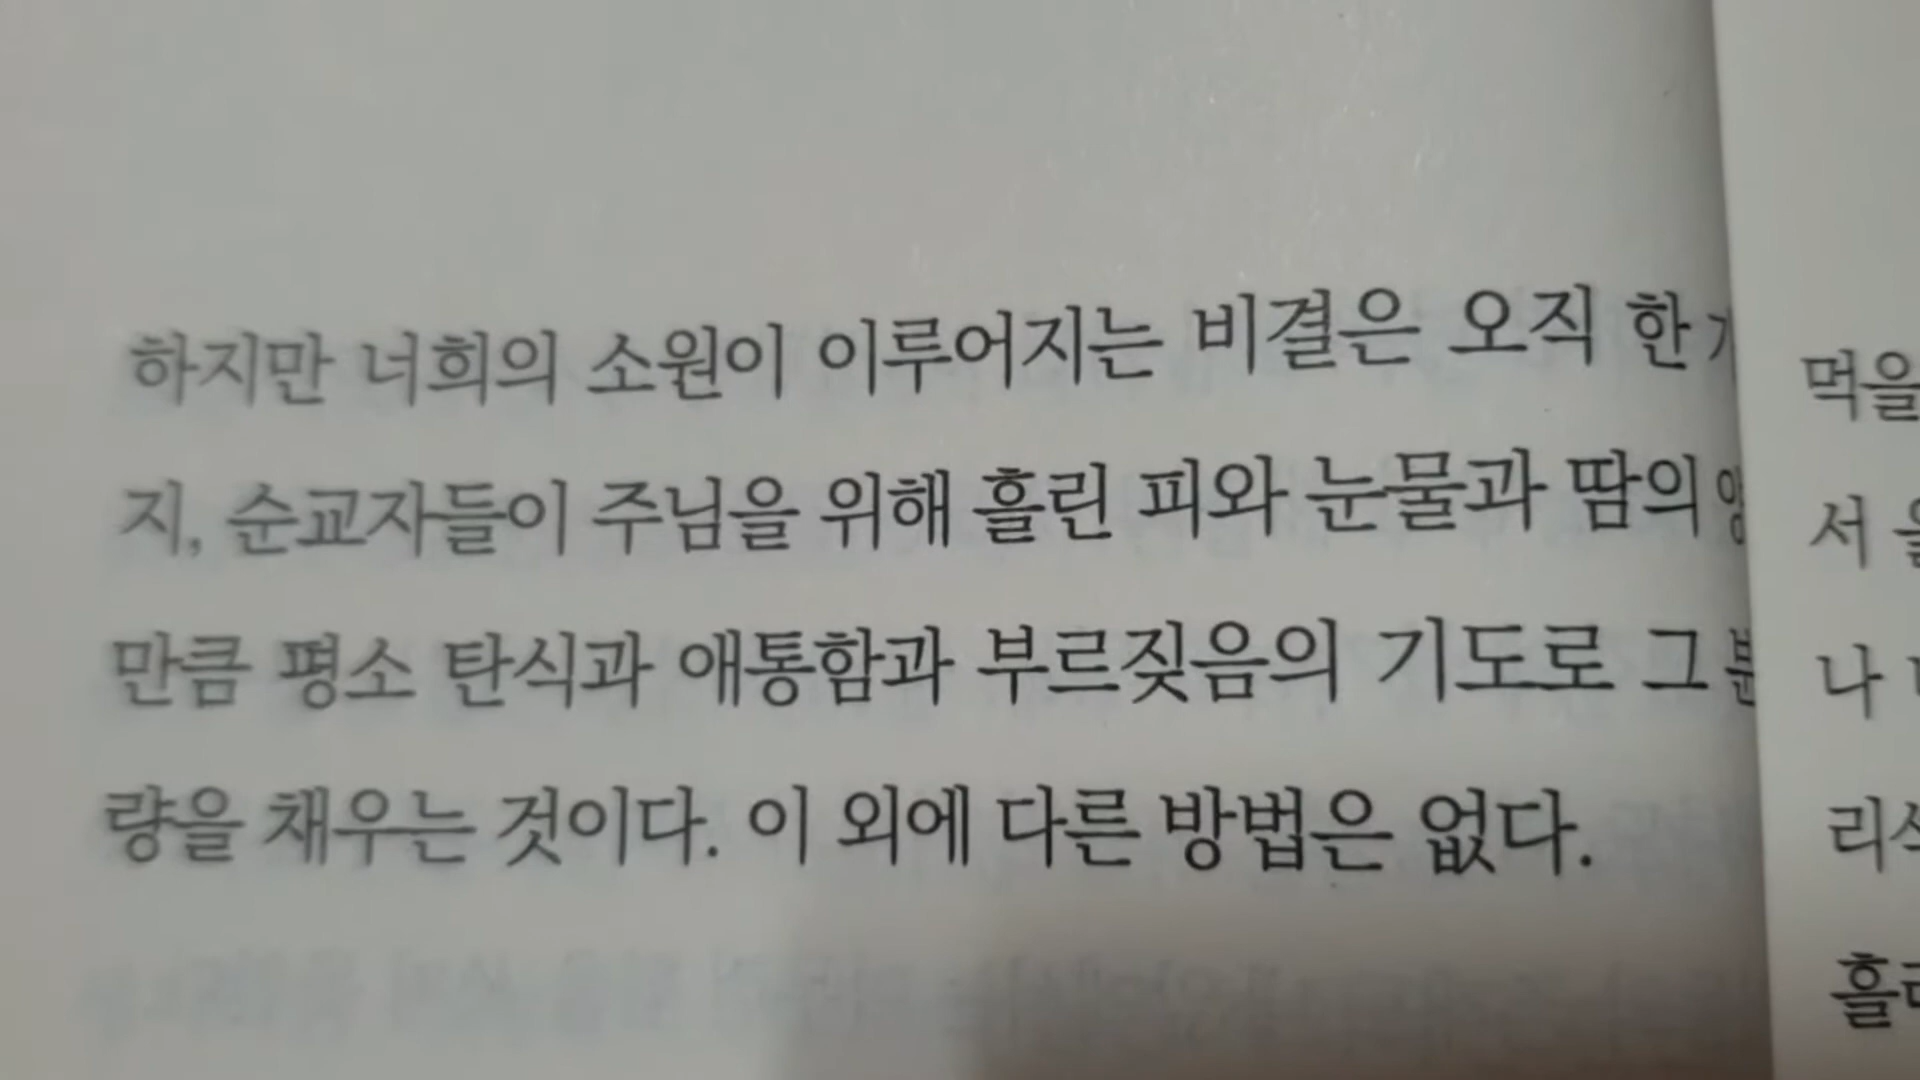 하지만 너희의 소원이 이루어지는 비결은 오직 한 가
지, 순교자들이 주님을 위해 흘린 피와 눈물과 땀의 양
만큼 평소 탄식과 애통함과 부르짖음의 기도로 그 분
량을 채우는 것이다. 이 외에 다른 방법은 없다.
먹을
서
나